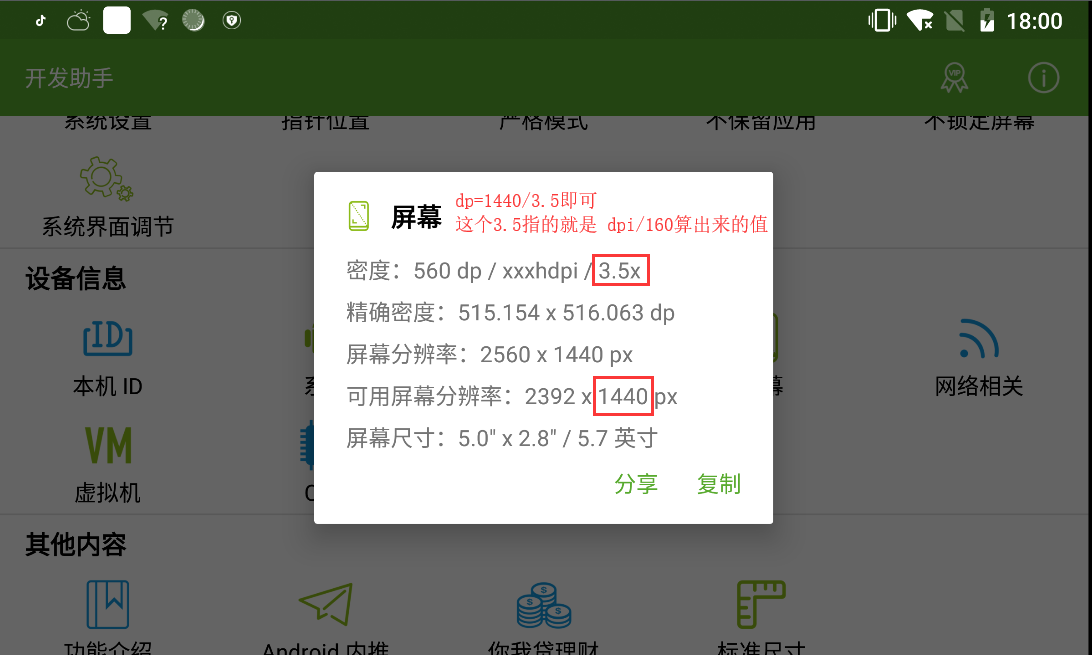 18:00
开发助手
VIP
系统设置
指针位置
严格模式
不保留应用
不锁定屏幕
系统界面调节
屏幕
dp=1440/3.5即可
这个3.5指的就是 dpi/160算出来的值
密度：560 dp / xxxhdpi / 3.5x
精确密度：515.154 x 516.063 dp
屏幕分辨率：2560 x 1440 px
可用屏幕分辨率：2392 x 1440 px
屏幕尺寸：5.0" x 2.8" / 5.7 英寸
分享
复制
设备信息
ID
本机 ID
网络相关
VM
虚拟机
其他内容
功能介绍
Android 内推
你我贷理财
标准尺寸